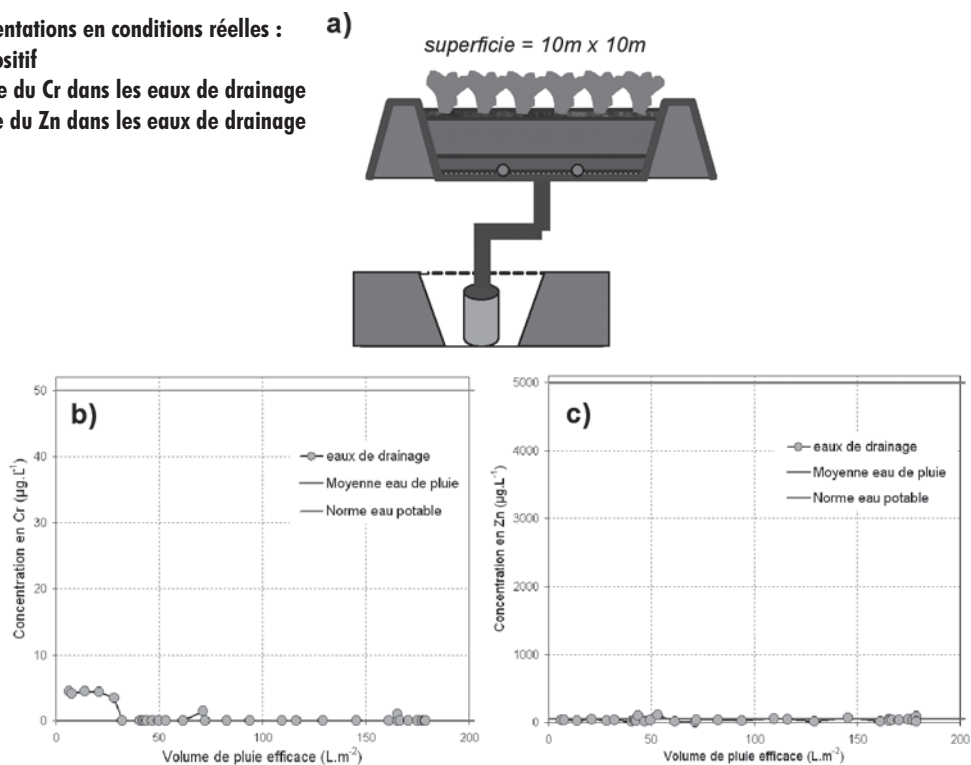 entations en conditions réelles :
ositif
e du Cr dans les eaux de drainage
e du Zn dans les eaux de drainage
a)
superficie = 10m x 10m
b)
Concentration en Cr (µg.L⁻¹)
50
40
30
20
10
0
eaux de drainage
Moyenne eau de pluie
Norme eau potable
0 50 100 150 200
Volume de pluie efficace (L.m⁻²)
c)
Concentration en Zn (µg.L⁻¹)
5000
4000
3000
2000
1000
0
eaux de drainage
Moyenne eau de pluie
Norme eau potable
0 50 100 150 200
Volume de pluie efficace (L.m⁻²)